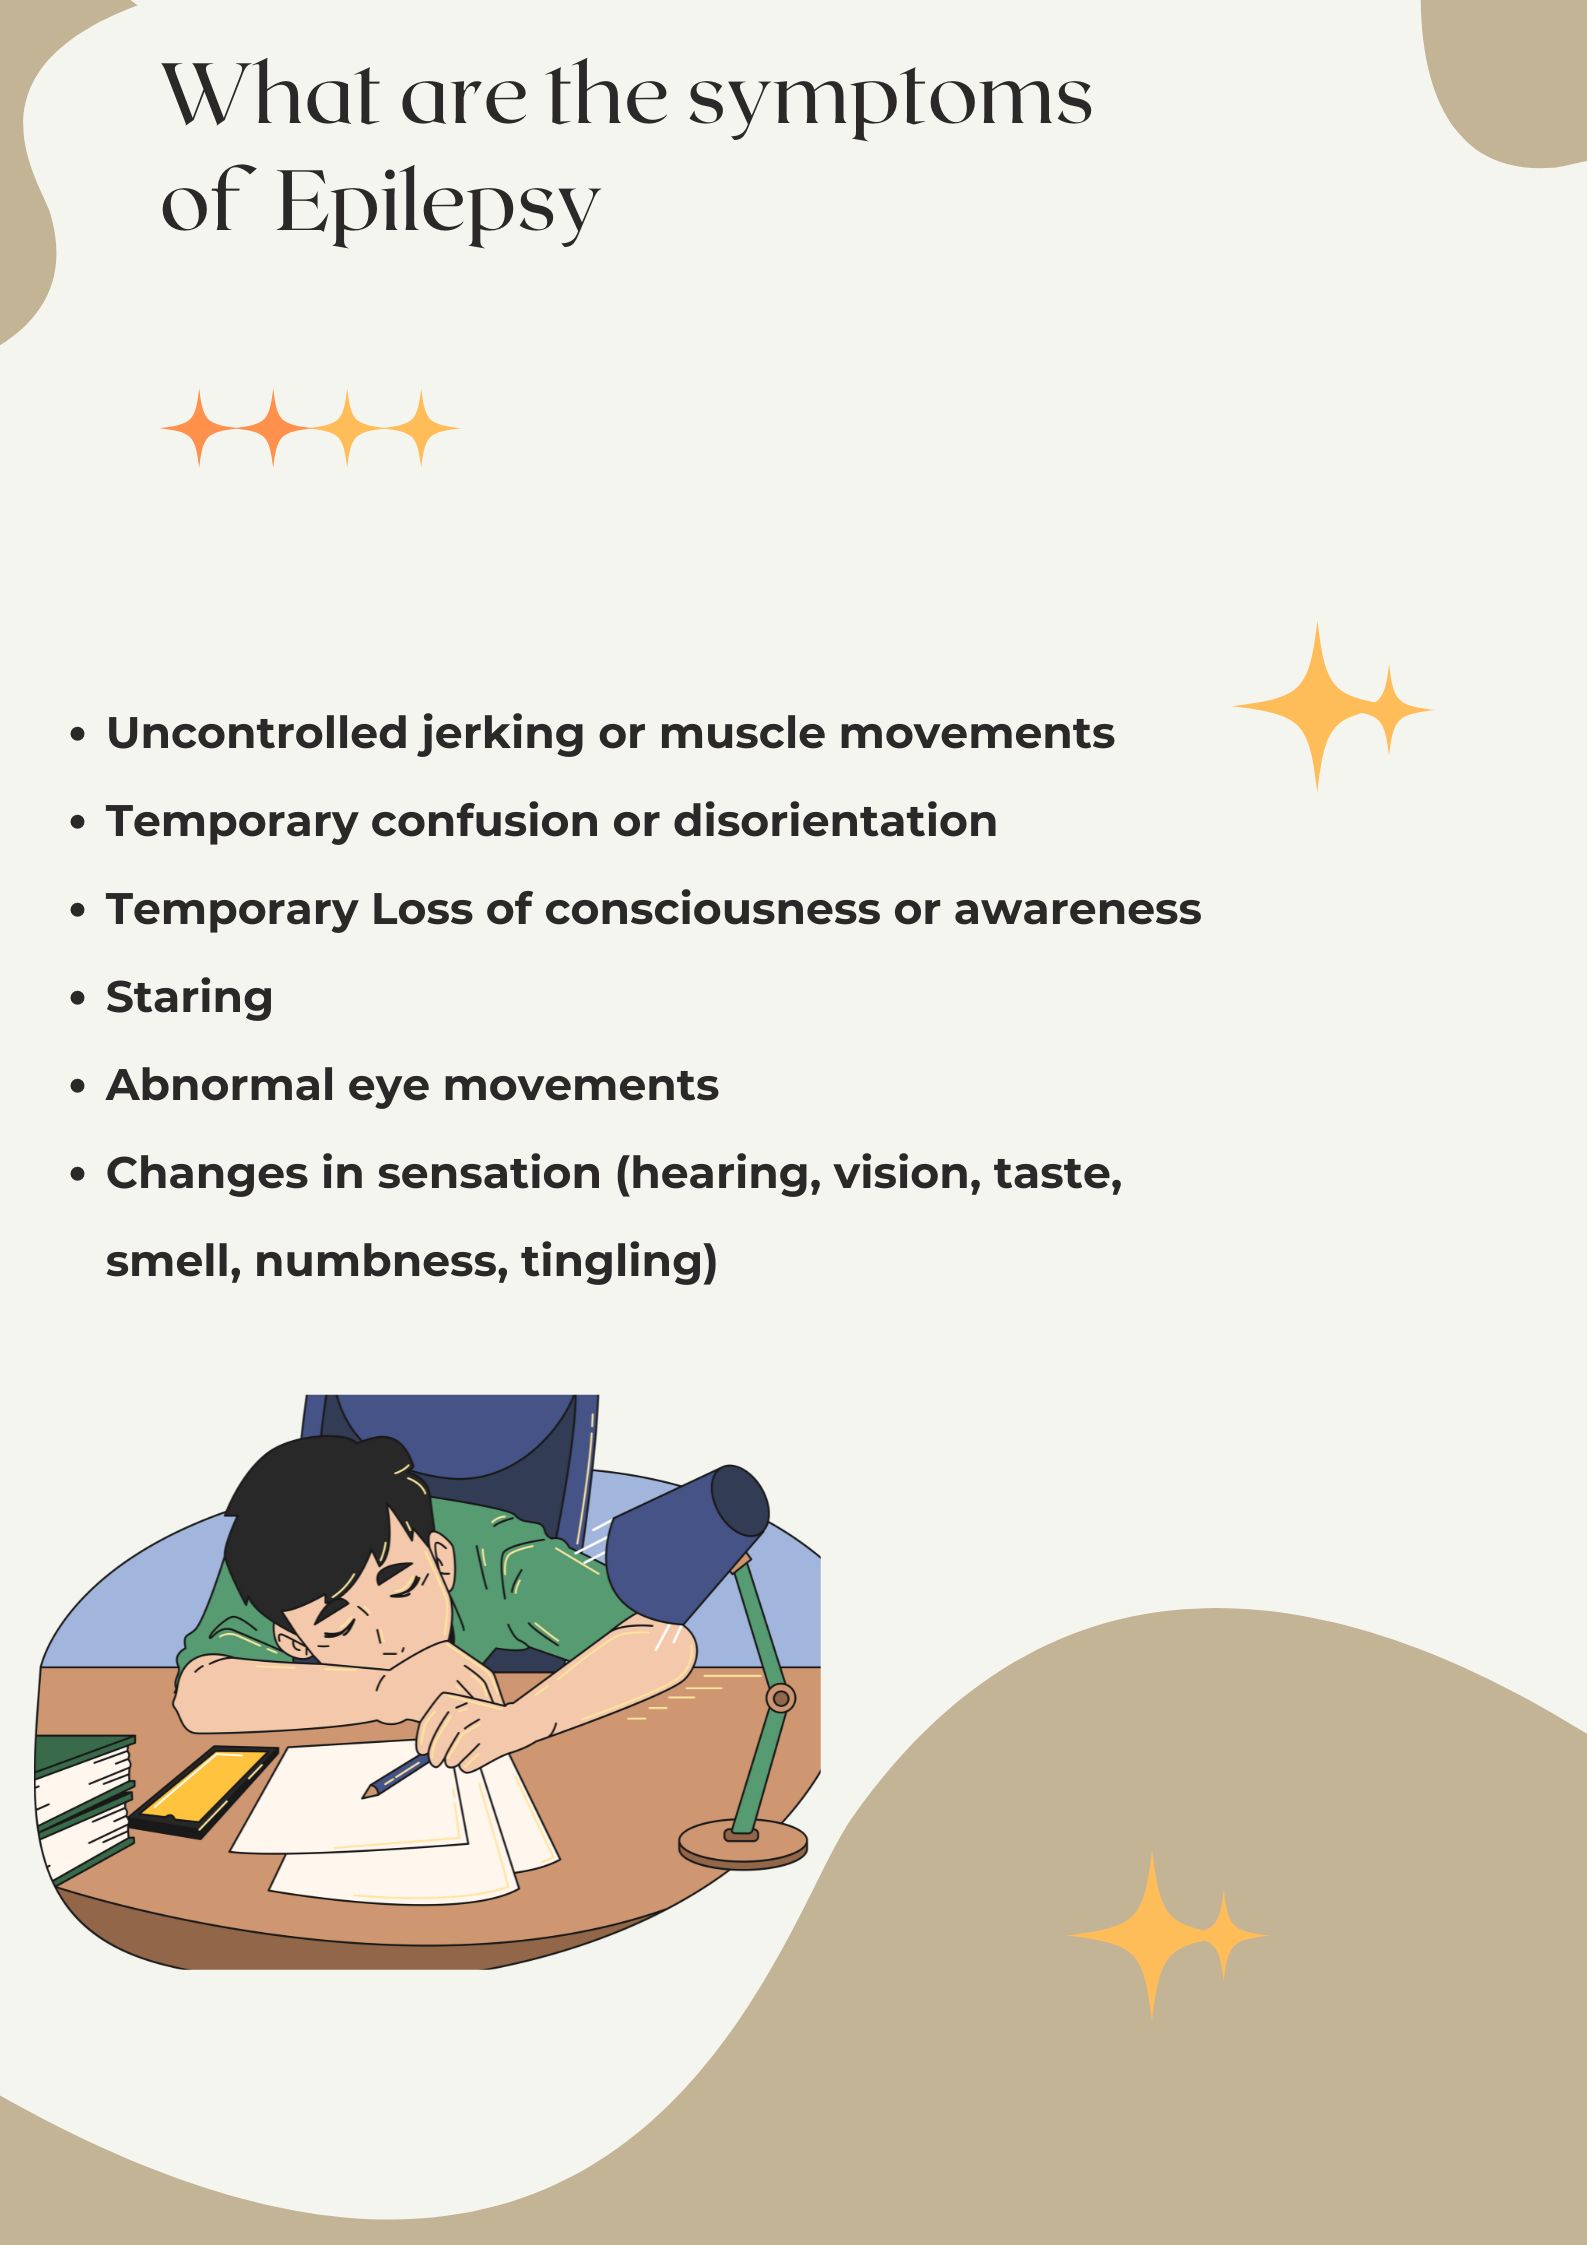 What are the symptoms
of Epilepsy
• Uncontrolled jerking or muscle movements
• Temporary confusion or disorientation
• Temporary Loss of consciousness or awareness
• Staring
• Abnormal eye movements
• Changes in sensation (hearing, vision, taste,
smell, numbness, tingling)